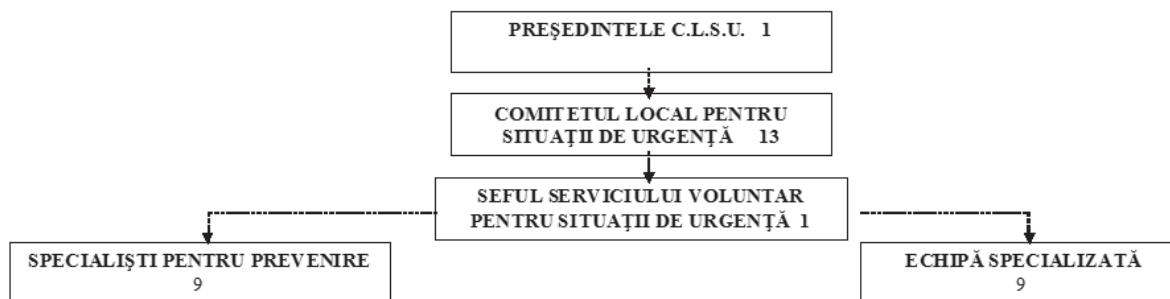 PREŞEDINTELE C.L.S.U. 1
COMITETUL LOCAL PENTRU
SITUAŢII DE URGENŢĂ 13
SEFUL SERVICIULUI VOLUNTAR
PENTRU SITUAŢII DE URGENŢĂ 1
SPECIALIŞTI PENTRU PREVENIRE
9
ECHIPĂ SPECIALIZATĂ
9